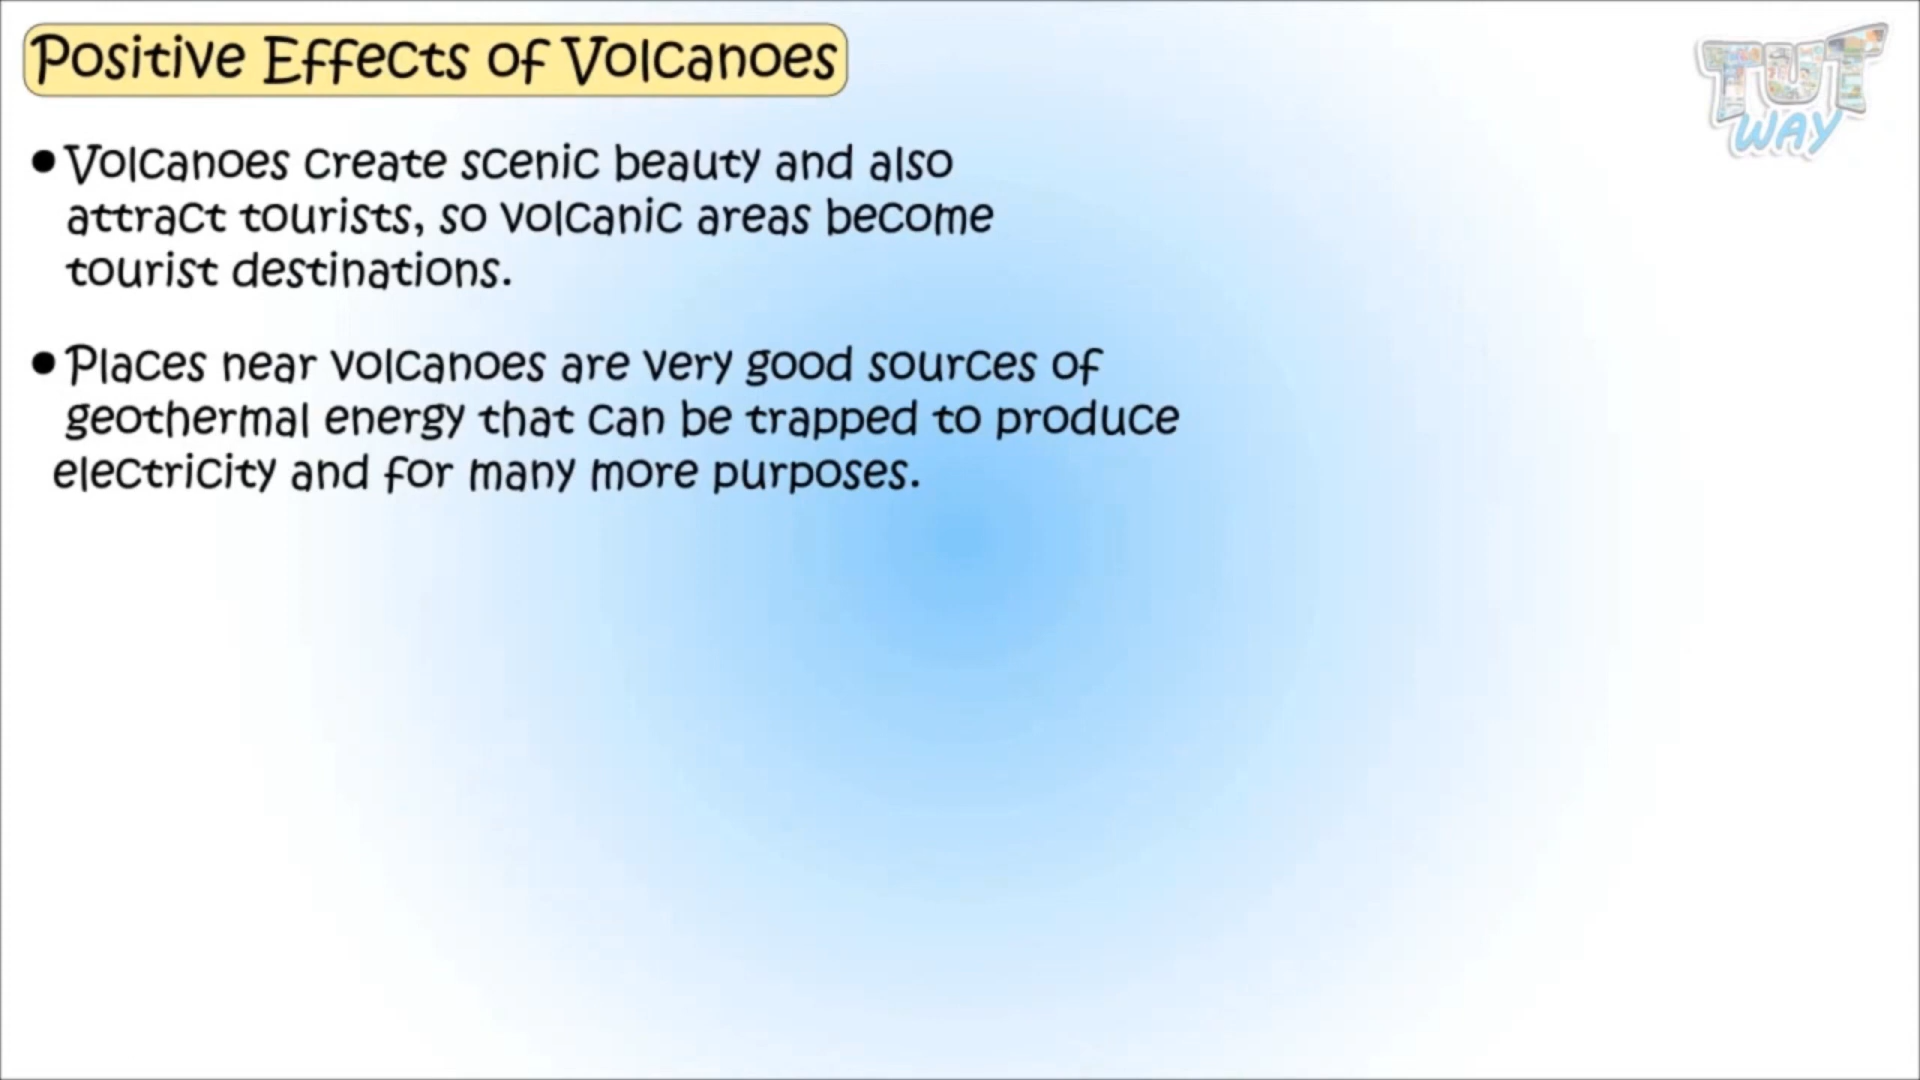 Positive Effects of Volcanoes
TUT
WAY
•Volcanoes create scenic beauty and also
attract tourists, so volcanic areas become
tourist destinations.
•Places near volcanoes are very good sources of
geothermal energy that can be trapped to produce
electricity and for many more purposes.